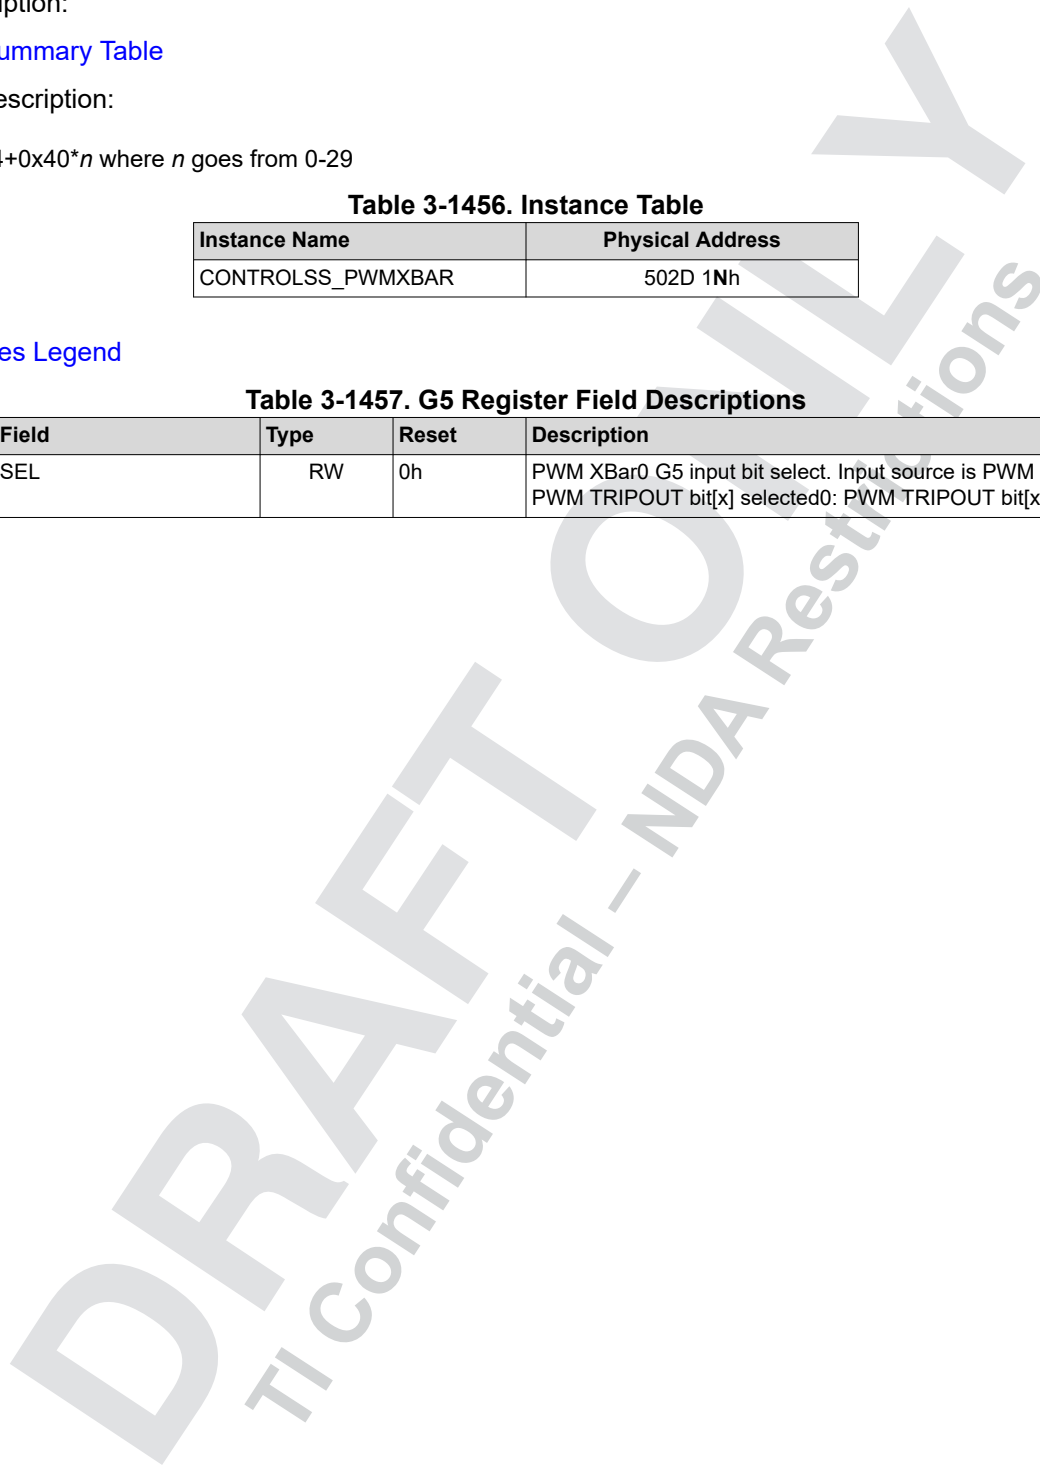 iption:
ummary Table
escription:
4+0x40*n where n goes from 0-29
Table 3-1456. Instance Table
Instance Name Physical Address
CONTROLSS_PWMXBAR 502D 1Nh
es Legend
Table 3-1457. G5 Register Field Descriptions
Field Type Reset Description
SEL RW 0h PWM XBar0 G5 input bit select. Input source is PWM
PWM TRIPOUT bit[x] selected0: PWM TRIPOUT bit[x
DRAFT ONLY
TI Confidential – NDA Restrictions